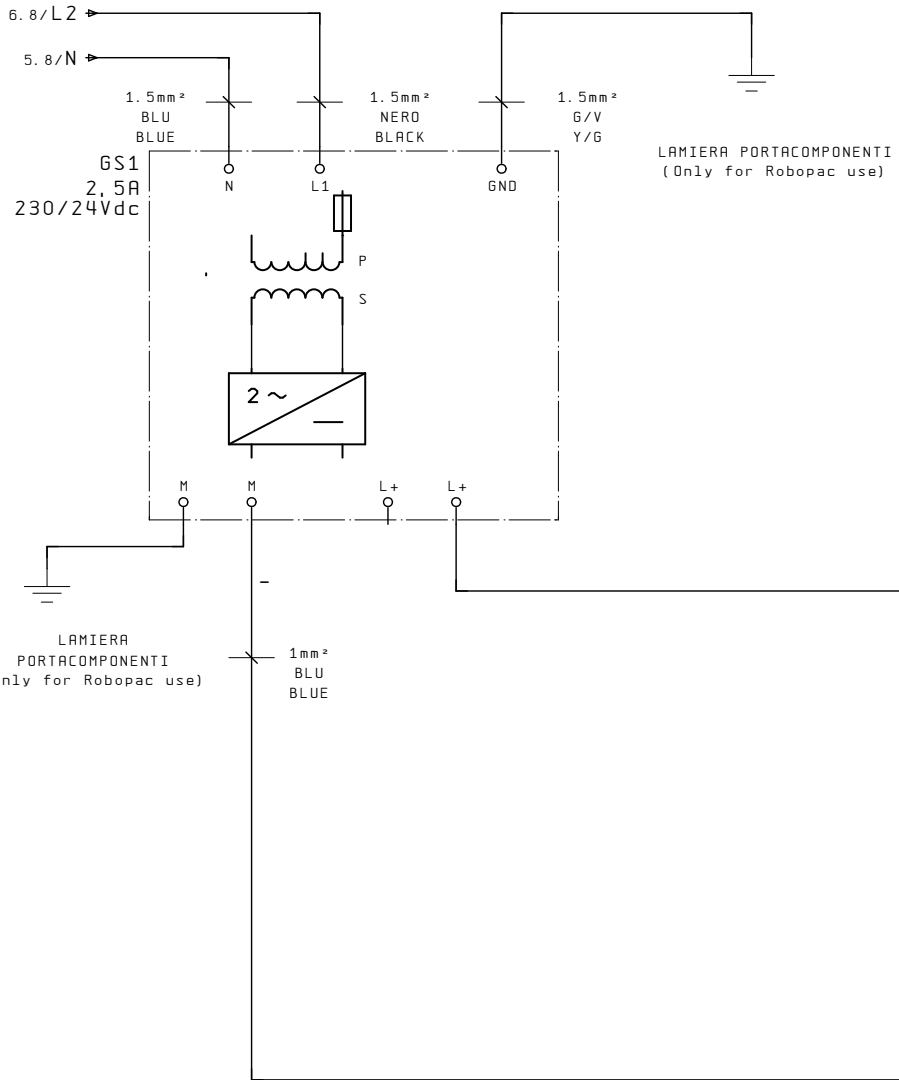 6.8/L2
5.8/N
1.5mm²
BLU
BLUE
1.5mm²
NERO
BLACK
1.5mm²
G/V
Y/G
LAMIERA PORTACOMPONENTI
(Only for Robopac use)
GS1
2,5A
230/24Vdc
N
L1
GND
P
S
2 ~
M
M
L+
L+
-
LAMIERA
PORTACOMPONENTI
nly for Robopac use)
1mm²
BLU
BLUE